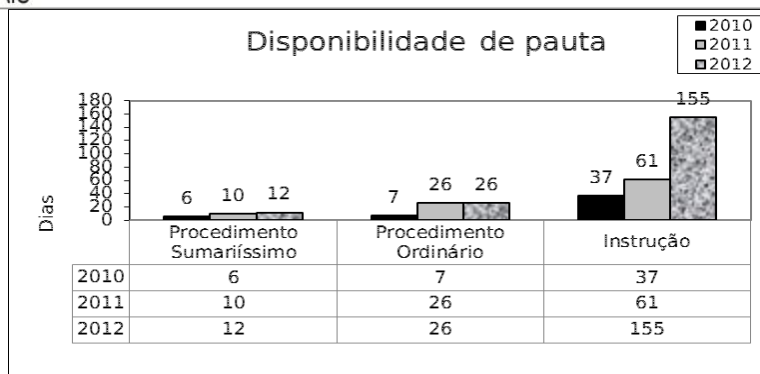 Disponibilidade de pauta
2010
2011
2012
Dias
180
160
140
120
100
80
60
40
20
0
6 10 12
7 26 26
37 61 155
Procedimento
Sumariíssimo
Procedimento
Ordinário
Instrução
2010 6 7 37
2011 10 26 61
2012 12 26 155